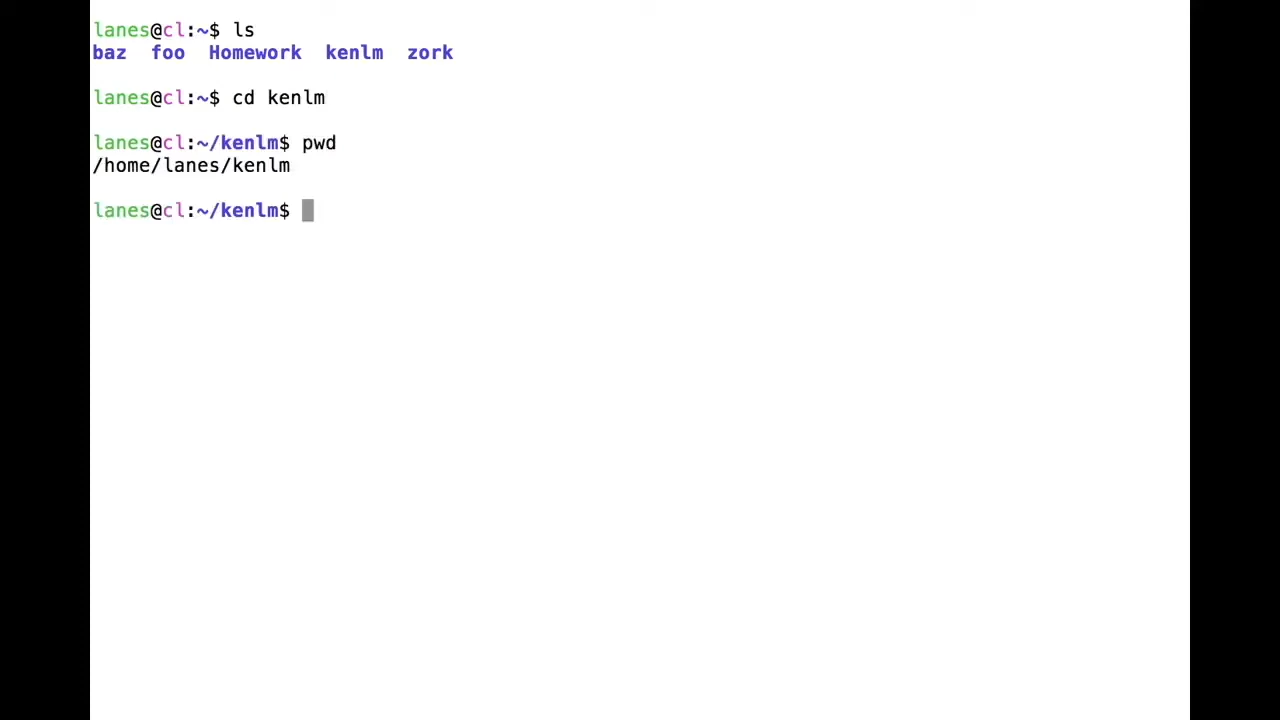 lanes@cl:~$ ls
baz  foo  Homework  kenlm  zork
lanes@cl:~$ cd kenlm
lanes@cl:~/kenlm$ pwd
/home/lanes/kenlm
lanes@cl:~/kenlm$